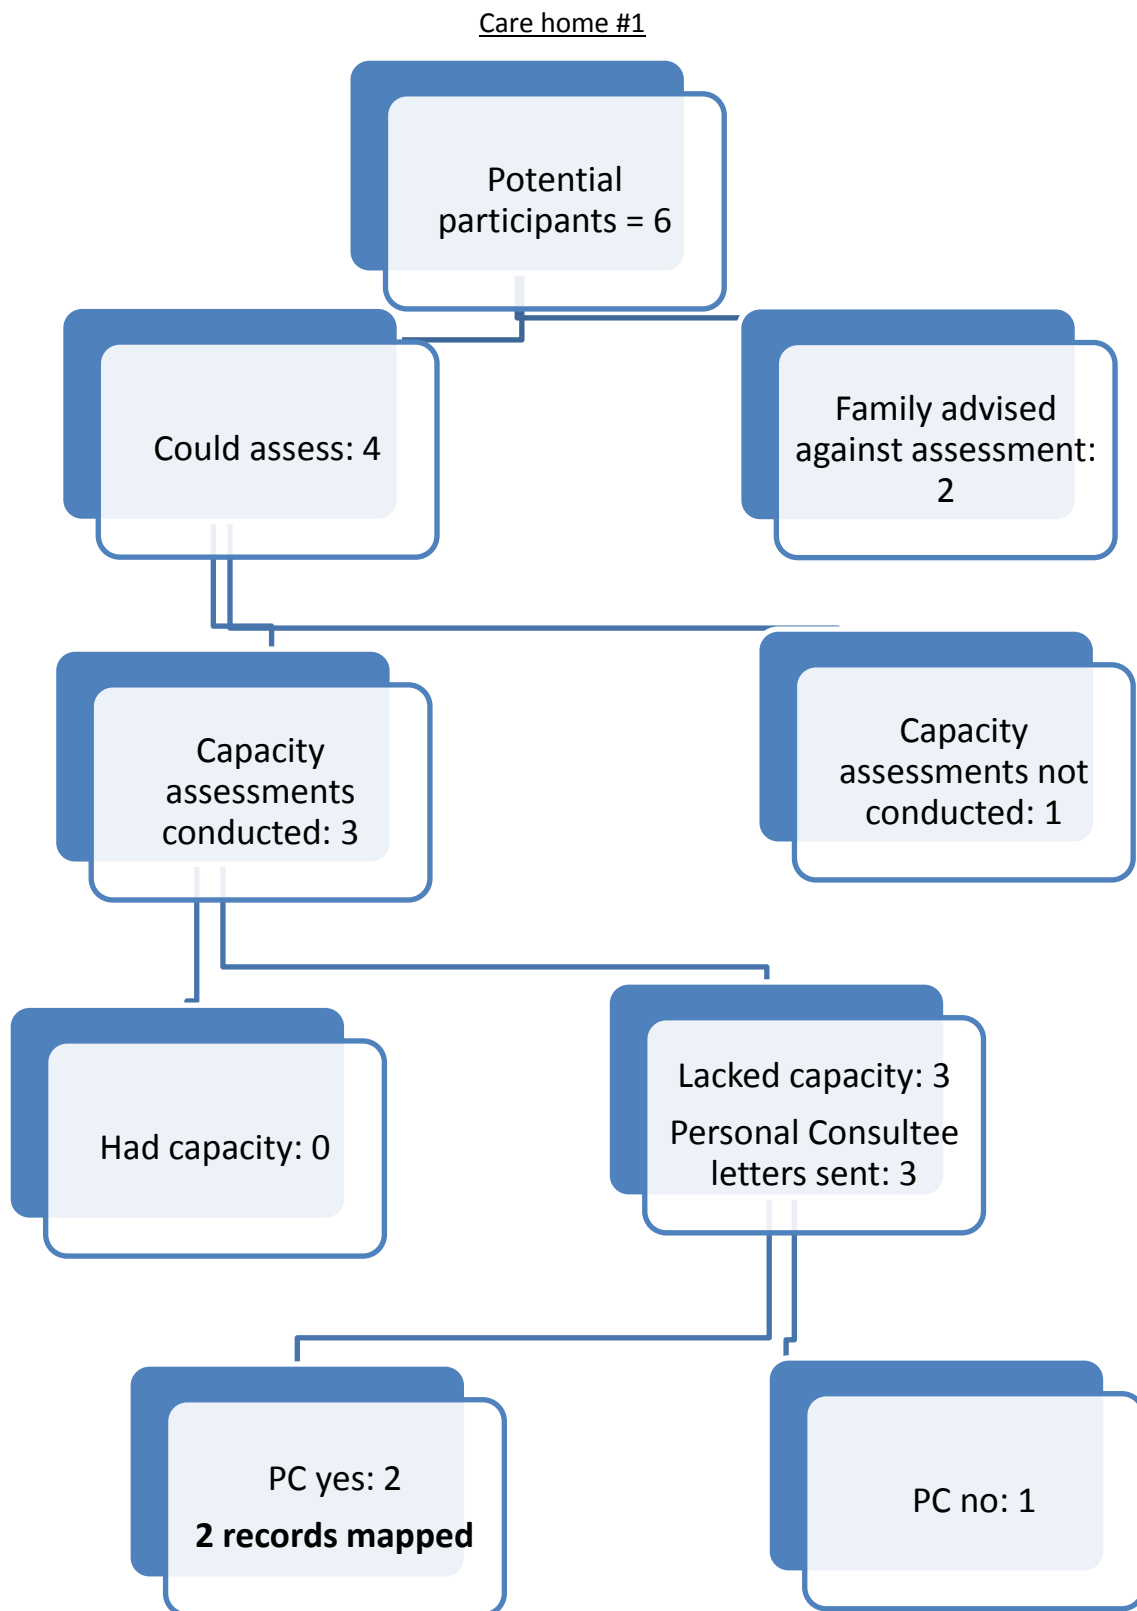 Care home #1
Potential
participants = 6
Could assess: 4
Family advised
against assessment:
2
Capacity
assessments
conducted: 3
Capacity
assessments not
conducted: 1
Had capacity: 0
Lacked capacity: 3
Personal Consultee
letters sent: 3
PC yes: 2
2 records mapped
PC no: 1